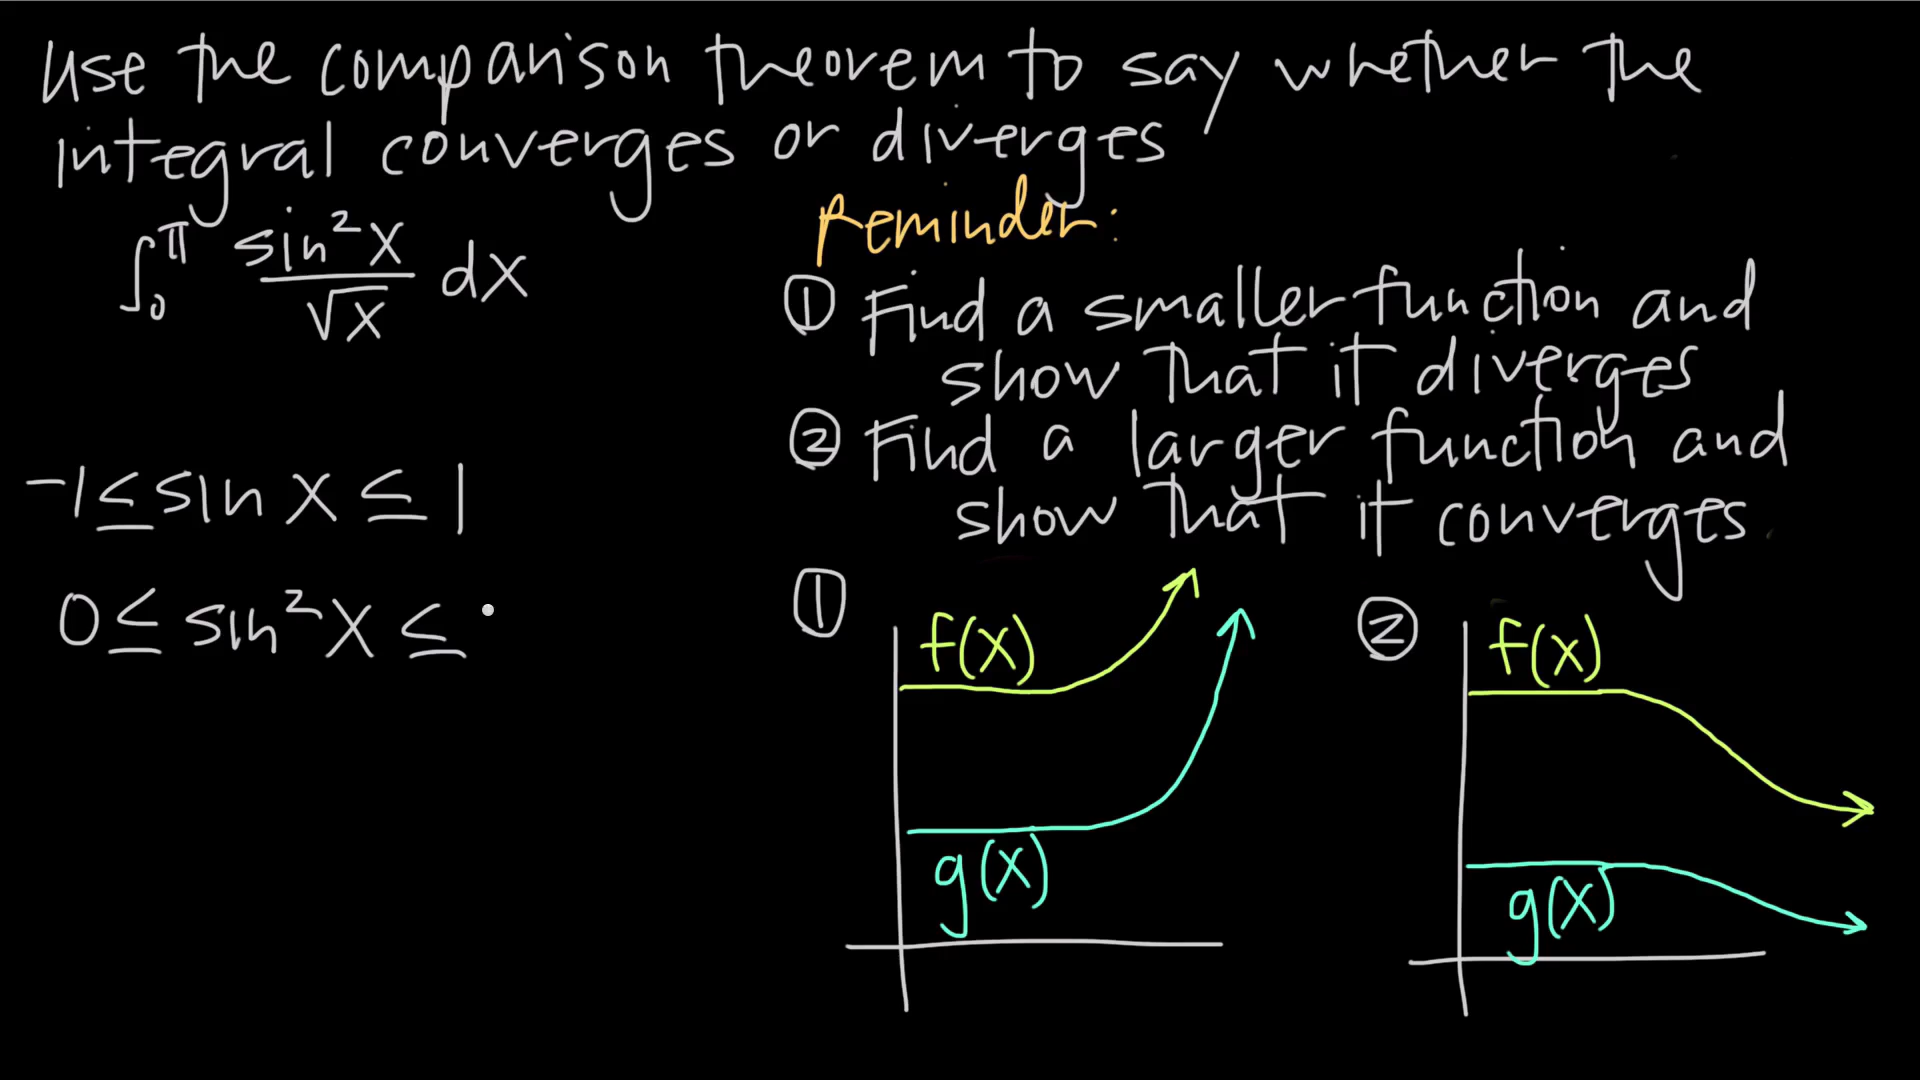 use the comparison theorem to say whether the
integral converges or diverges
∫₀^π sin²x/√x dx
Reminder:
① Find a smaller function and
show that it diverges
② Find a larger function and
show that it converges
-1 ≤ sin x ≤ 1
0 ≤ sin²x ≤
①
f(x)
g(x)
②
f(x)
g(x)